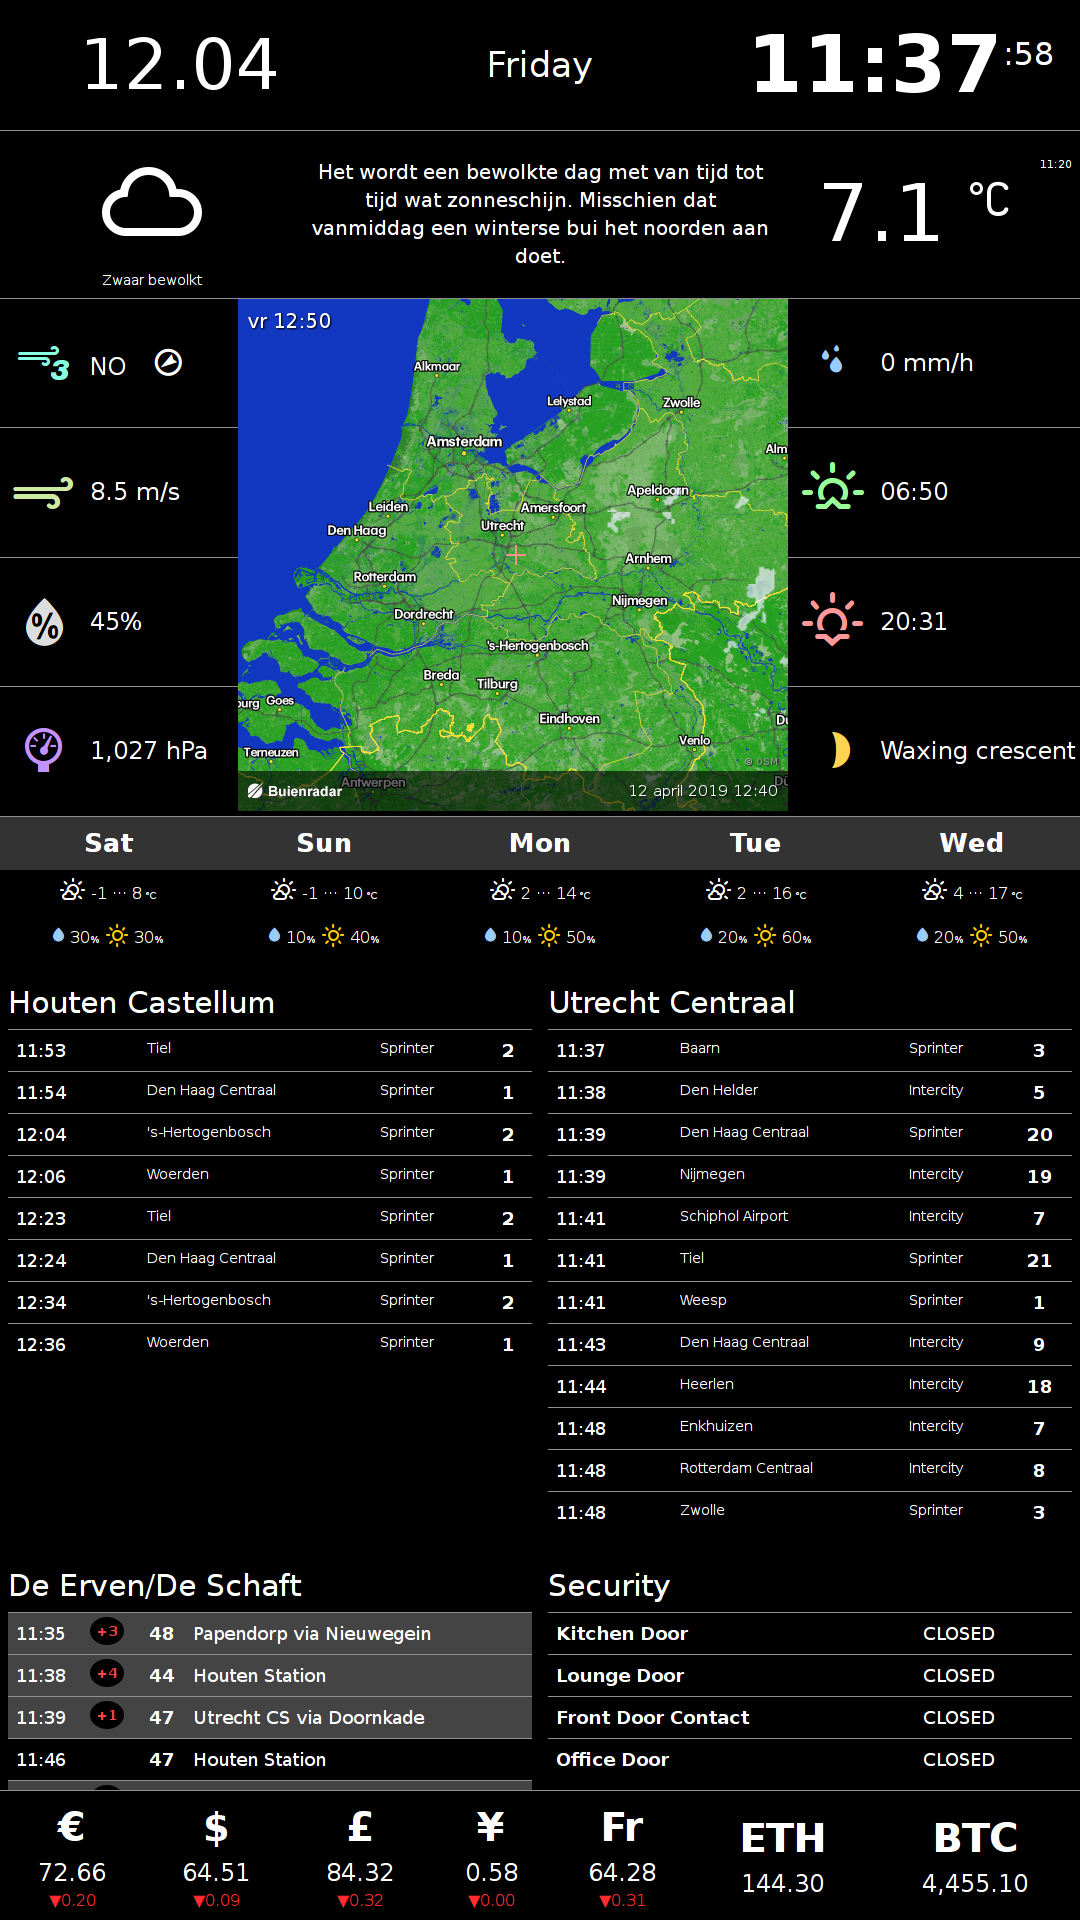 12.04
Friday
11:37:58
Het wordt een bewolkte dag met van tijd tot
tijd wat zonneschijn. Misschien dat
vanmiddag een winterse bui het noorden aan
doet.
Zwaar bewolkt
11:20
7.1 °C
3 NO
8.5 m/s
% 45%
1,027 hPa
vr 12:50
Alkmaar
Lelystad
Zwolle
Amsterdam
Alm
Apeldoorn
Leiden
Amersfoort
Den Haag
Utrecht
Arnhem
Rotterdam
Nijmegen
Dordrecht
's-Hertogenbosch
Breda
Tilburg
burg
Goes
Eindhoven
Du
Venlo
Terneuzen
© OSM
Antwerpen
Dü
Buienradar
12 april 2019 12:40
0 mm/h
06:50
20:31
Waxing crescent
Sat
Sun
Mon
Tue
Wed
-1 ··· 8 °C
-1 ··· 10 °C
2 ··· 14 °C
2 ··· 16 °C
4 ··· 17 °C
30% 30%
10% 40%
10% 50%
20% 60%
20% 50%
Houten Castellum
11:53 Tiel Sprinter 2
11:54 Den Haag Centraal Sprinter 1
12:04 's-Hertogenbosch Sprinter 2
12:06 Woerden Sprinter 1
12:23 Tiel Sprinter 2
12:24 Den Haag Centraal Sprinter 1
12:34 's-Hertogenbosch Sprinter 2
12:36 Woerden Sprinter 1
Utrecht Centraal
11:37 Baarn Sprinter 3
11:38 Den Helder Intercity 5
11:39 Den Haag Centraal Sprinter 20
11:39 Nijmegen Intercity 19
11:41 Schiphol Airport Intercity 7
11:41 Tiel Sprinter 21
11:41 Weesp Sprinter 1
11:43 Den Haag Centraal Intercity 9
11:44 Heerlen Intercity 18
11:48 Enkhuizen Intercity 7
11:48 Rotterdam Centraal Intercity 8
11:48 Zwolle Sprinter 3
De Erven/De Schaft
11:35 +3 48 Papendorp via Nieuwegein
11:38 +4 44 Houten Station
11:39 +1 47 Utrecht CS via Doornkade
11:46 47 Houten Station
Security
Kitchen Door CLOSED
Lounge Door CLOSED
Front Door Contact CLOSED
Office Door CLOSED
€
72.66
▼0.20
$
64.51
▼0.09
£
84.32
▼0.32
¥
0.58
▼0.00
Fr
64.28
▼0.31
ETH
144.30
BTC
4,455.10